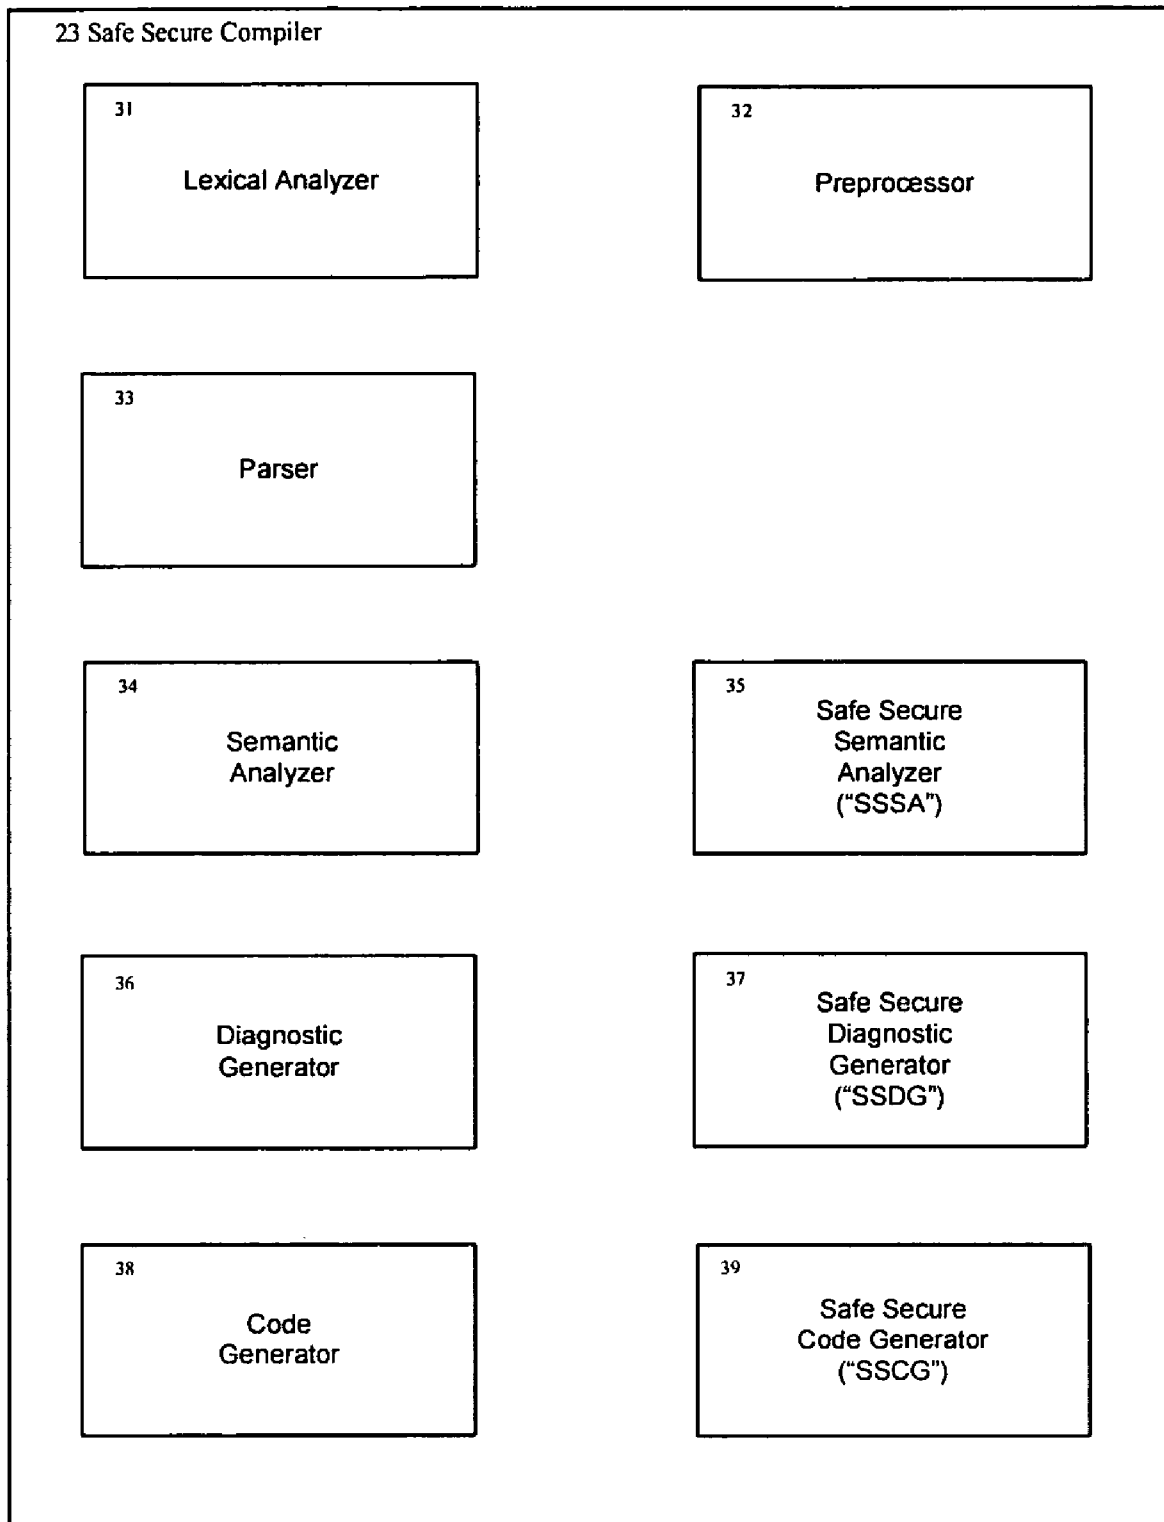 23 Safe Secure Compiler
31
Lexical Analyzer
32
Preprocessor
33
Parser
34
Semantic
Analyzer
35
Safe Secure
Semantic
Analyzer
("SSSA")
36
Diagnostic
Generator
37
Safe Secure
Diagnostic
Generator
("SSDG")
38
Code
Generator
39
Safe Secure
Code Generator
("SSCG")